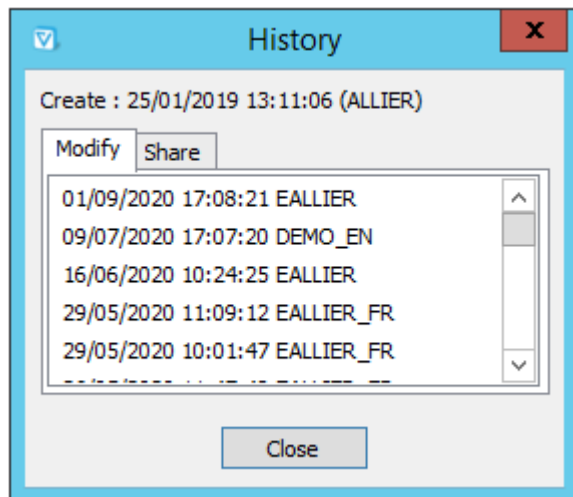 History
Create : 25/01/2019 13:11:06 (ALLIER)
Modify Share
01/09/2020 17:08:21 EALLIER
09/07/2020 17:07:20 DEMO_EN
16/06/2020 10:24:25 EALLIER
29/05/2020 11:09:12 EALLIER_FR
29/05/2020 10:01:47 EALLIER_FR
Close